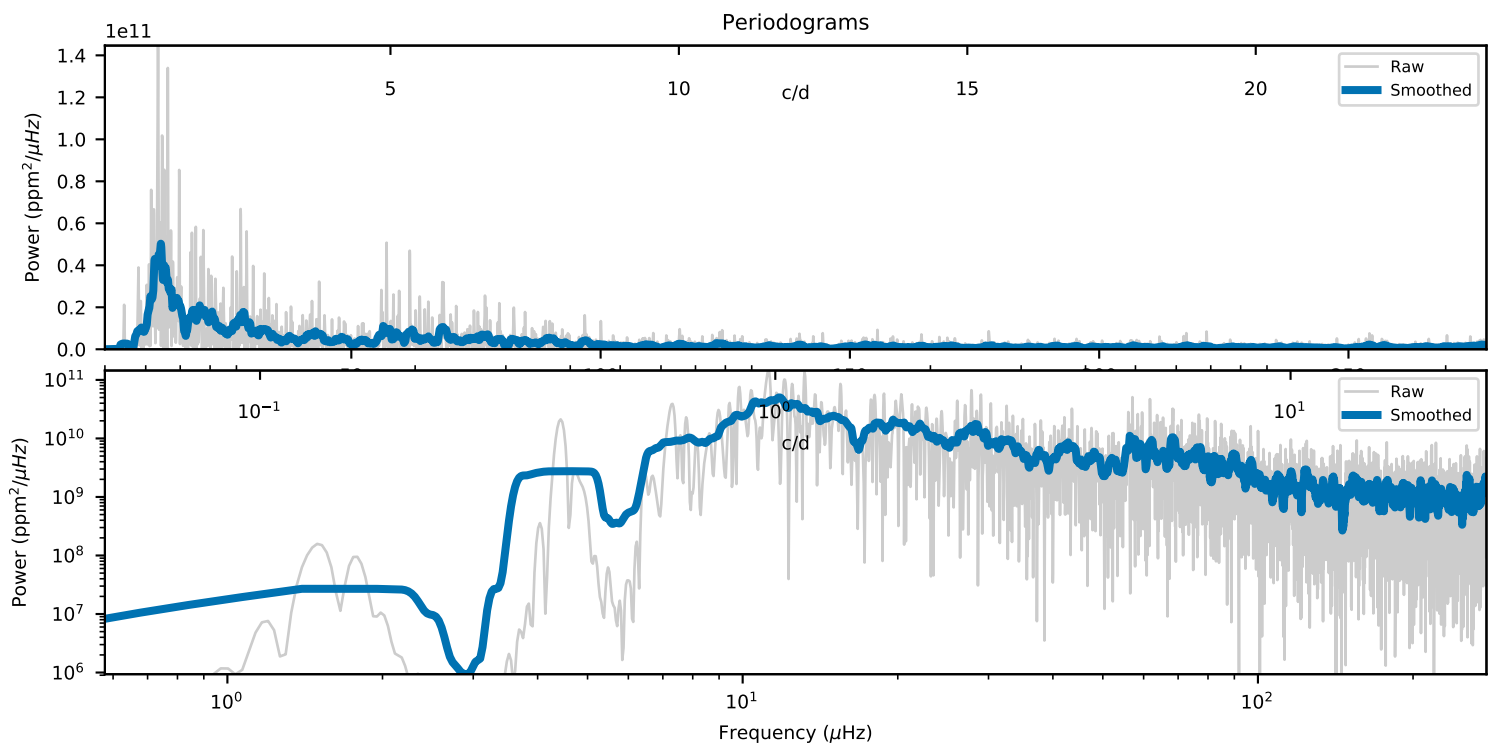 Periodograms
1e11
1.4
1.2
1.0
0.8
0.6
0.4
0.2
0.0
Power (ppm²/μHz)
5 10 15 20
c/d
Raw
Smoothed
10¹¹
10¹⁰
10⁹
10⁸
10⁷
10⁶
Power (ppm²/μHz)
10⁻¹ 10⁰ 10¹
c/d
Raw
Smoothed
10⁰ 10¹ 10²
Frequency (μHz)